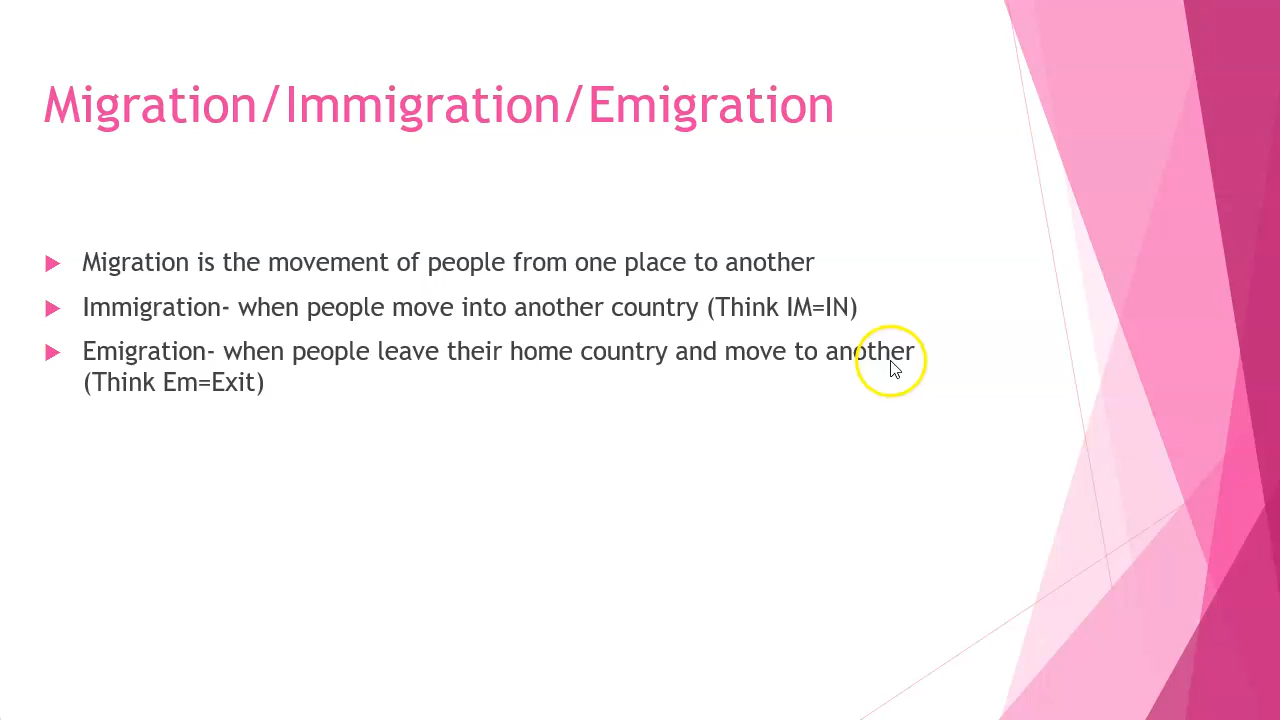 Migration/Immigration/Emigration
Migration is the movement of people from one place to another
Immigration- when people move into another country (Think IM=IN)
Emigration- when people leave their home country and move to another
(Think Em=Exit)